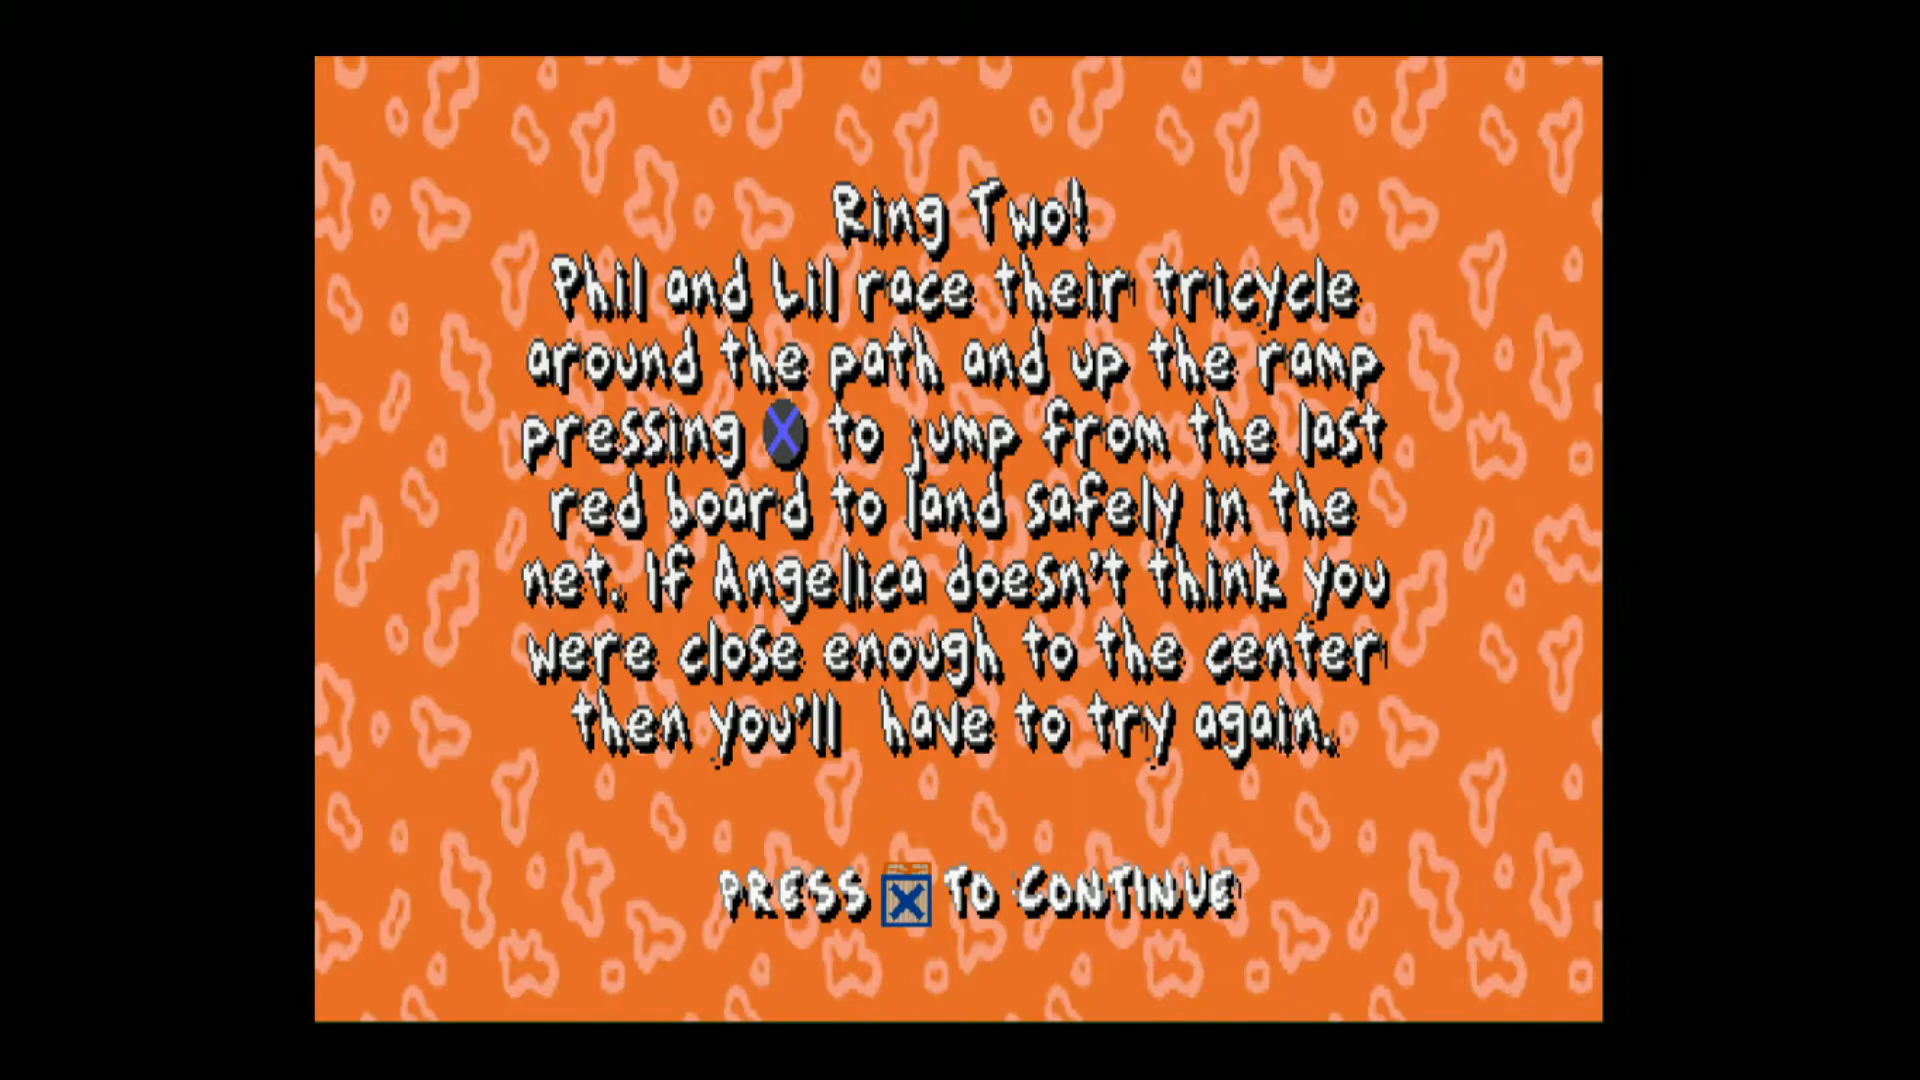 Ring Two!
Phil and Lil race their tricycle
around the path and up the ramp
pressing X to jump from the last
red board to land safely in the
net. If Angelica doesn't think you
were close enough to the center
then you'll have to try again.
PRESS X TO CONTINUE